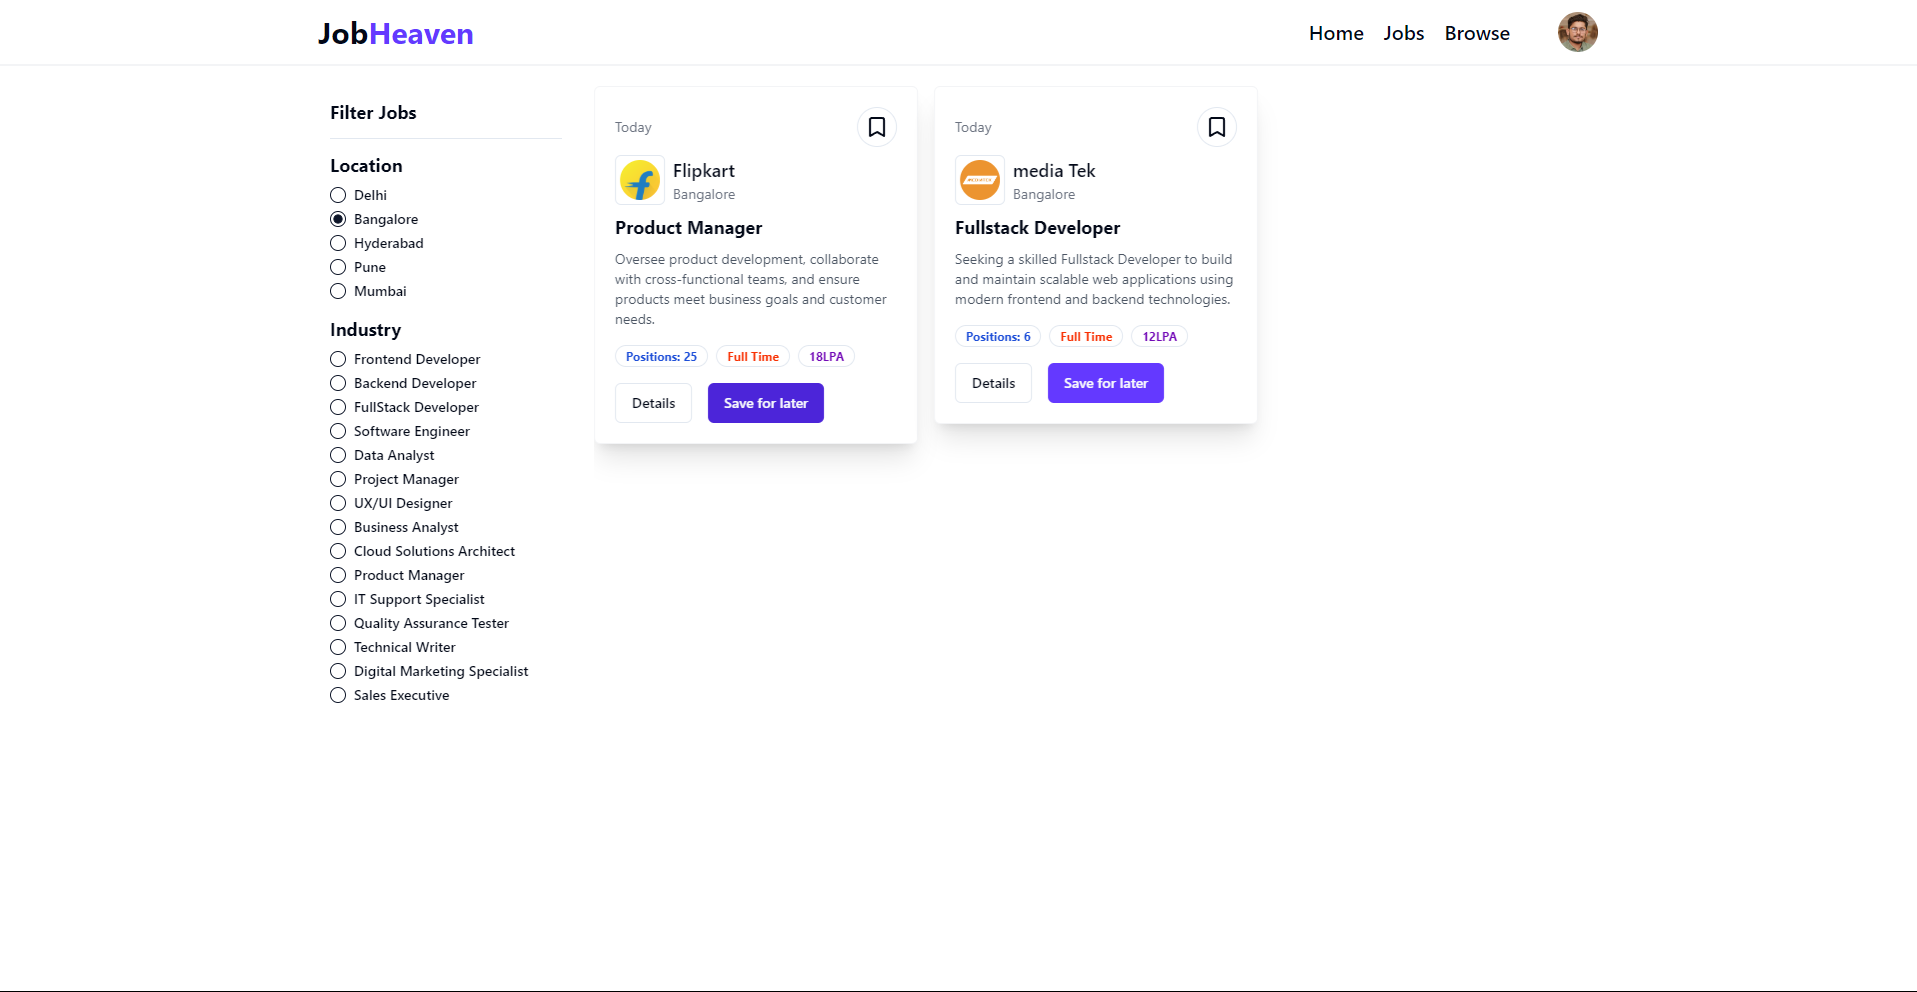 JobHeaven
Home Jobs Browse
Filter Jobs
Location
Delhi
Bangalore
Hyderabad
Pune
Mumbai
Industry
Frontend Developer
Backend Developer
FullStack Developer
Software Engineer
Data Analyst
Project Manager
UX/UI Designer
Business Analyst
Cloud Solutions Architect
Product Manager
IT Support Specialist
Quality Assurance Tester
Technical Writer
Digital Marketing Specialist
Sales Executive
Today
Flipkart
Bangalore
Product Manager
Oversee product development, collaborate
with cross-functional teams, and ensure
products meet business goals and customer
needs.
Positions: 25 Full Time 18LPA
Details Save for later
Today
media Tek
Bangalore
Fullstack Developer
Seeking a skilled Fullstack Developer to build
and maintain scalable web applications using
modern frontend and backend technologies.
Positions: 6 Full Time 12LPA
Details Save for later